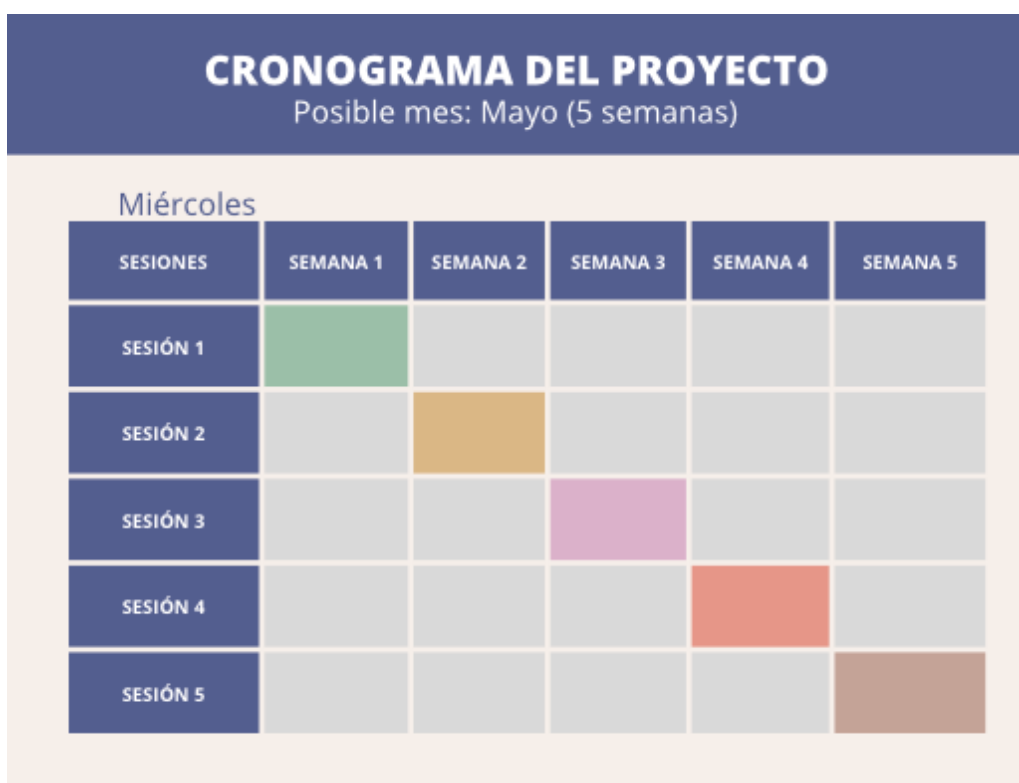 CRONOGRAMA DEL PROYECTO
Posible mes: Mayo (5 semanas)
Miércoles
SESIONES SEMANA 1 SEMANA 2 SEMANA 3 SEMANA 4 SEMANA 5
SESIÓN 1
SESIÓN 2
SESIÓN 3
SESIÓN 4
SESIÓN 5